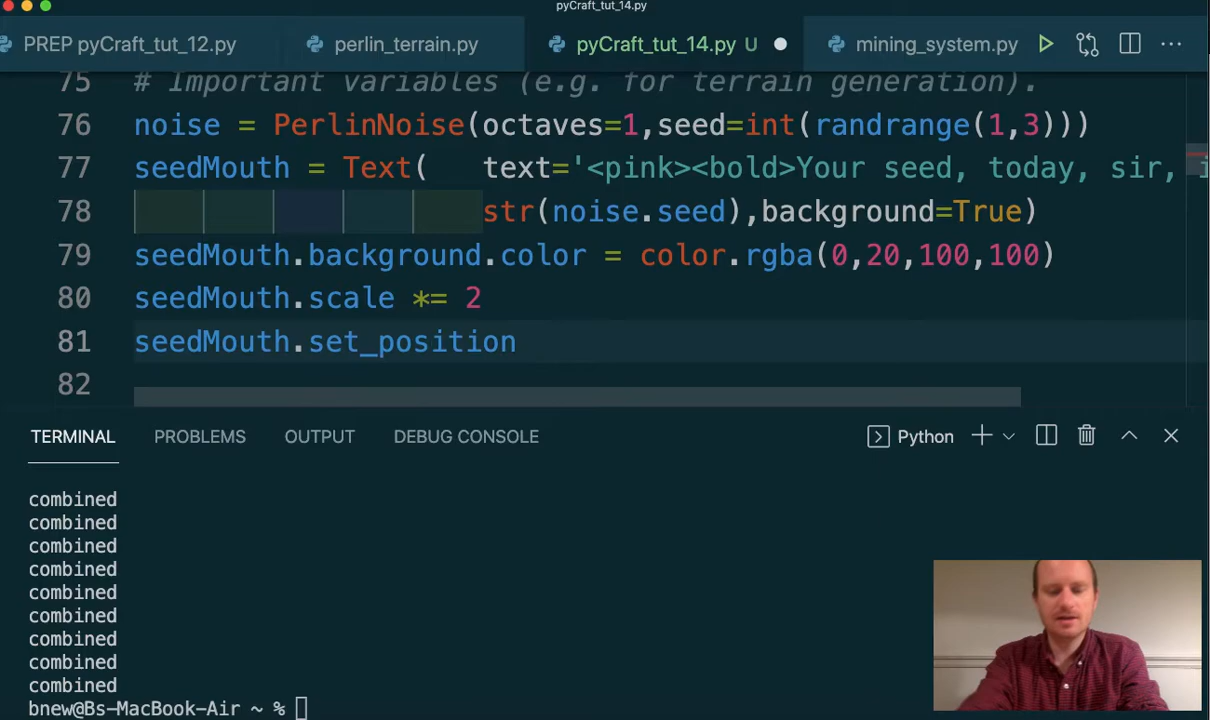 pyCraft_tut_14.py
PREP pyCraft_tut_12.py perlin_terrain.py pyCraft_tut_14.py U mining_system.py
75 # Important variables (e.g. for terrain generation).
76 noise = PerlinNoise(octaves=1,seed=int(randrange(1,3)))
77 seedMouth = Text( text='<pink><bold>Your seed, today, sir, i
78 str(noise.seed),background=True)
79 seedMouth.background.color = color.rgba(0,20,100,100)
80 seedMouth.scale *= 2
81 seedMouth.set_position
82
TERMINAL PROBLEMS OUTPUT DEBUG CONSOLE Python
combined
combined
combined
combined
combined
combined
combined
combined
combined
bnew@Bs-MacBook-Air ~ %